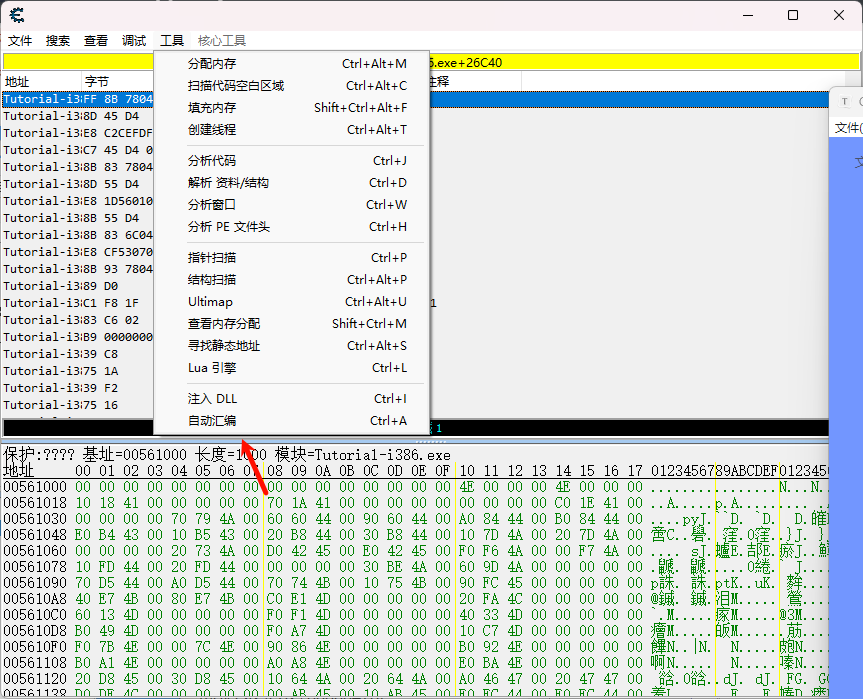 文件 搜索 查看 调试 工具 核心工具
6.exe+26C40
地址 字节 注释
分配内存 Ctrl+Alt+M
扫描代码空白区域 Ctrl+Alt+C
填充内存 Shift+Ctrl+Alt+F
创建线程 Ctrl+Alt+T
分析代码 Ctrl+J
解析 资料/结构 Ctrl+D
分析窗口 Ctrl+W
分析 PE 文件头 Ctrl+H
指针扫描 Ctrl+P
结构扫描 Ctrl+Alt+P
Ultimap Ctrl+Alt+U
查看内存分配 Shift+Ctrl+M
寻找静态地址 Ctrl+Alt+S
Lua 引擎 Ctrl+L
注入 DLL Ctrl+I
自动汇编 Ctrl+A
Tutorial-i38 FF 8B 7804
Tutorial-i38 8D 45 D4
Tutorial-i38 E8 C2CEFDF
Tutorial-i38 C7 45 D4 0
Tutorial-i38 8B 83 7804
Tutorial-i38 8D 55 D4
Tutorial-i38 E8 1D56010
Tutorial-i38 8B 55 D4
Tutorial-i38 8B 83 6C04
Tutorial-i38 E8 CF53070
Tutorial-i38 8B 93 7804
Tutorial-i38 89 D0
Tutorial-i38 C1 F8 1F 1
Tutorial-i38 83 C6 02
Tutorial-i38 B9 0000000
Tutorial-i38 39 C8
Tutorial-i38 75 1A
Tutorial-i38 39 F2
Tutorial-i38 75 16
1
文件(
保护:???? 基址=00561000 长度=1000 模块=Tutorial-i386.exe
地址 00 01 02 03 04 05 06 07 08 09 0A 0B 0C 0D 0E 0F 10 11 12 13 14 15 16 17 0123456789ABCDEF0123456
00561000 00 00 00 00 00 00 00 00 00 00 00 00 00 00 00 00 4E 00 00 00 4E 00 00 00
00561018 10 18 41 00 00 00 00 00 70 1A 41 00 00 00 00 00 00 00 00 00 C0 1E 41 00
00561030 00 00 00 00 70 79 4A 00 60 60 44 00 90 60 44 00 A0 84 44 00 B0 84 44 00
00561048 E0 B4 43 00 10 B5 43 00 20 B8 44 00 30 B8 44 00 10 7D 4A 00 20 7D 4A 00
00561060 00 00 00 00 20 73 4A 00 D0 42 45 00 E0 42 45 00 F0 F6 4A 00 00 F7 4A 00
00561078 10 FD 44 00 20 FD 44 00 00 00 00 00 30 BE 4A 00 60 9D 4A 00 00 00 00 00
00561090 70 D5 44 00 A0 D5 44 00 70 74 4B 00 10 75 4B 00 90 FC 45 00 00 00 00 00
005610A8 40 E7 4B 00 80 E7 4B 00 C0 E1 4D 00 00 00 00 00 20 FA 4C 00 00 00 00 00
005610C0 60 13 4D 00 00 00 00 00 F0 F1 4D 00 00 00 00 00 40 33 4D 00 00 00 00 00
005610D8 B0 49 4D 00 00 00 00 00 F0 A7 4D 00 00 00 00 00 10 C7 4D 00 00 00 00 00
005610F0 F0 7B 4E 00 00 7C 4E 00 90 86 4E 00 00 00 00 00 B0 92 4E 00 00 00 00 00
00561108 B0 A1 4E 00 00 00 00 00 A0 A8 4E 00 00 00 00 00 E0 BA 4E 00 00 00 00 00
00561120 20 D8 45 00 30 D8 45 00 10 64 4A 00 20 64 4A 00 A0 46 47 00 20 47 47 00